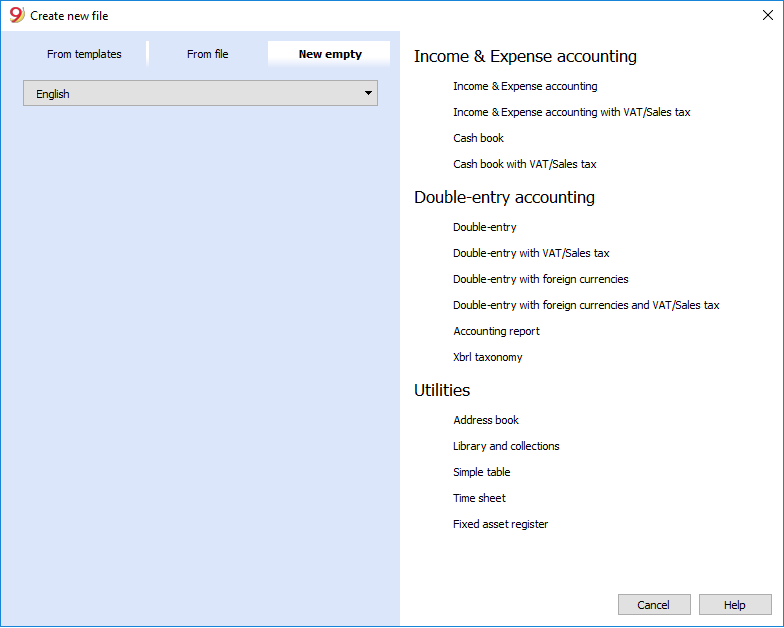 9 Create new file
From templates From file New empty
English
Income & Expense accounting
Income & Expense accounting
Income & Expense accounting with VAT/Sales tax
Cash book
Cash book with VAT/Sales tax
Double-entry accounting
Double-entry
Double-entry with VAT/Sales tax
Double-entry with foreign currencies
Double-entry with foreign currencies and VAT/Sales tax
Accounting report
Xbrl taxonomy
Utilities
Address book
Library and collections
Simple table
Time sheet
Fixed asset register
Cancel Help